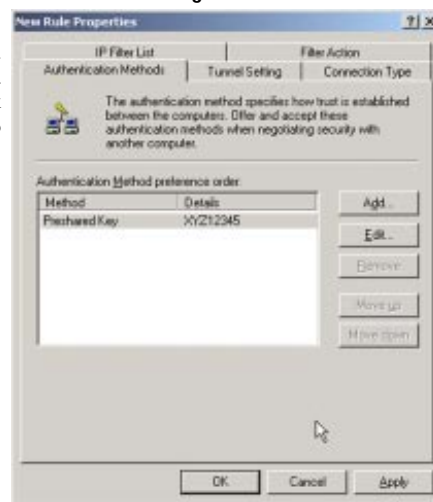 New Rule Properties
IP Filter List Filter Action
Authentication Methods Tunnel Setting Connection Type
The authentication method specifies how trust is established
between the computers. Offer and accept these
authentication methods when negotiating security with
another computer.
Authentication Method preference order:
Method Details
Preshared Key XYZ12345
Add...
Edit...
Remove
Move up
Move down
OK Cancel Apply